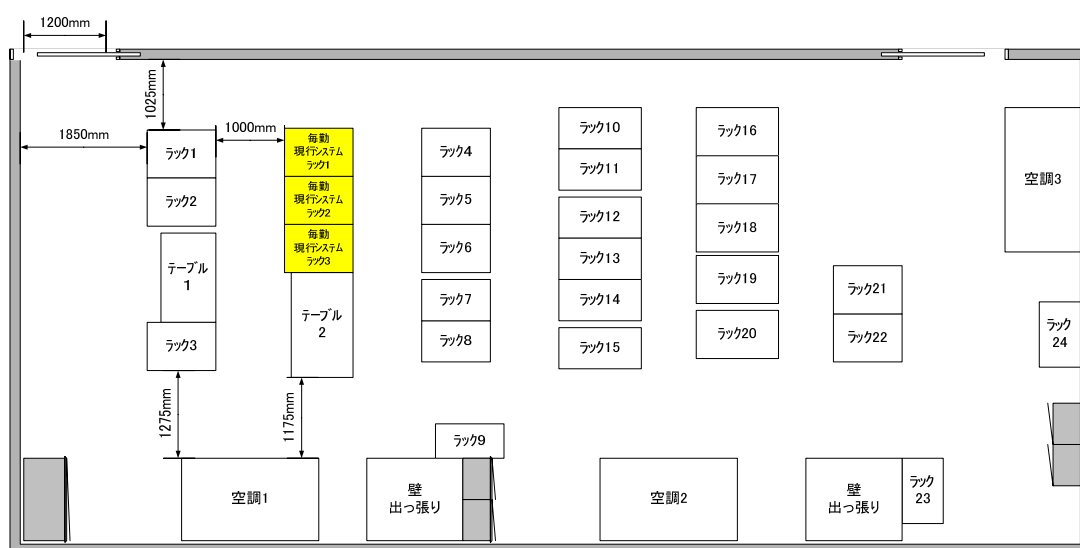 1200mm
1025mm
1850mm
1000mm
ラック1
ラック2
テーブル
1
ラック3
1275mm
毎勤
現行システム
ラック1
毎勤
現行システム
ラック2
毎勤
現行システム
ラック3
テーブル
2
1175mm
ラック4
ラック5
ラック6
ラック7
ラック8
ラック9
ラック10
ラック11
ラック12
ラック13
ラック14
ラック15
ラック16
ラック17
ラック18
ラック19
ラック20
ラック21
ラック22
空調3
ラック
24
空調1
壁
出っ張り
空調2
壁
出っ張り
ラック
23